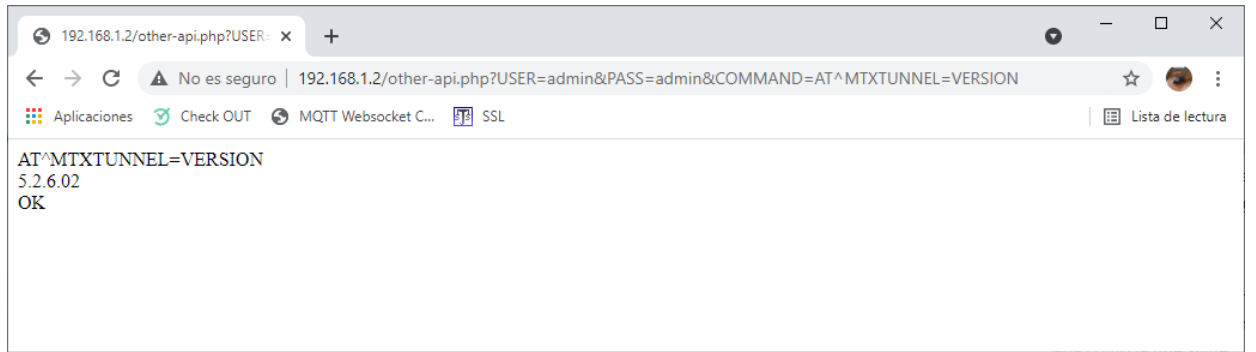 192.168.1.2/other-api.php?USER=
No es seguro | 192.168.1.2/other-api.php?USER=admin&PASS=admin&COMMAND=AT^MTXTUNNEL=VERSION
Aplicaciones Check OUT MQTT Websocket C... SSL Lista de lectura
AT^MTXTUNNEL=VERSION
5.2.6.02
OK